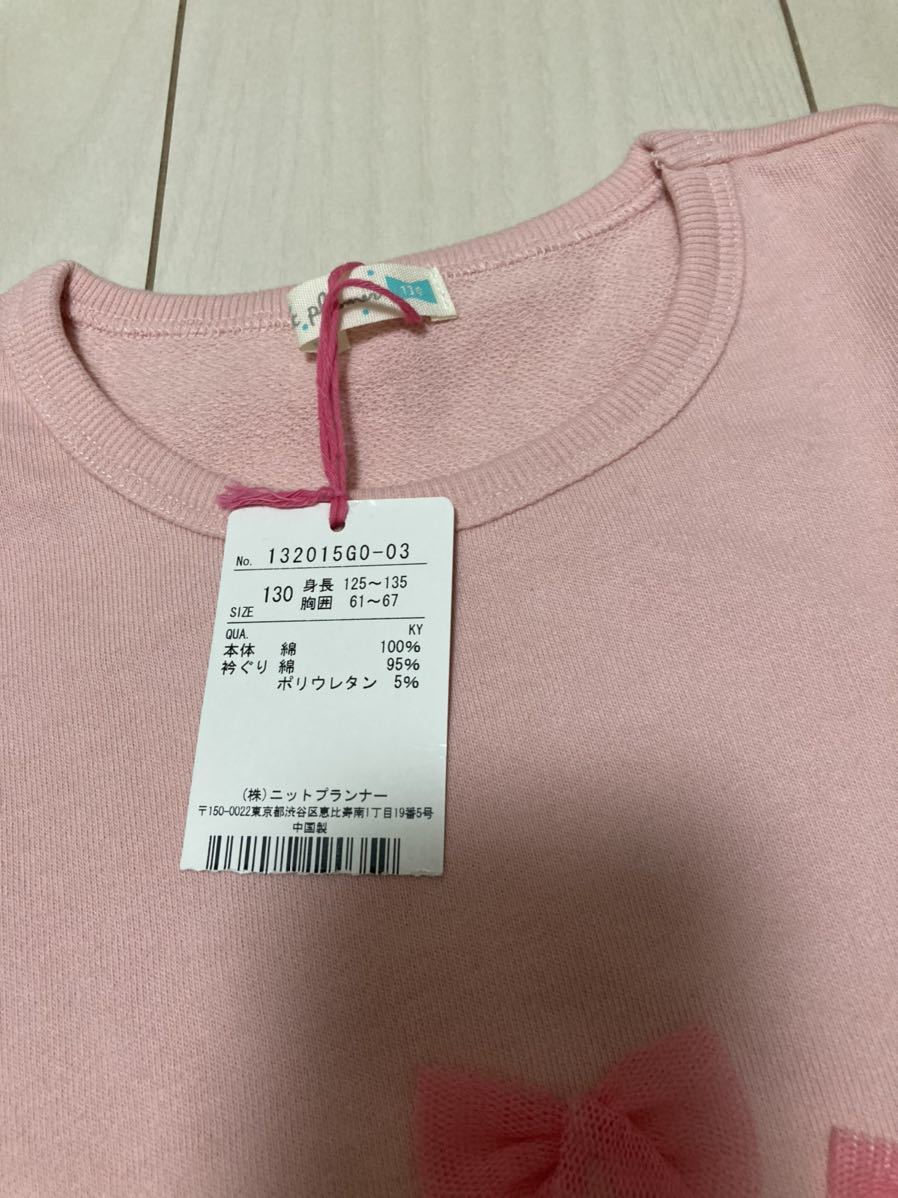 130
No. 132015G0-03
SIZE 130 身長 125~135
胸囲 61~67
QUA. KY
本体 綿 100%
衿ぐり 綿 95%
ポリウレタン 5%
(株)ニットプランナー
〒150-0022東京都渋谷区恵比寿南1丁目19番5号
中国製